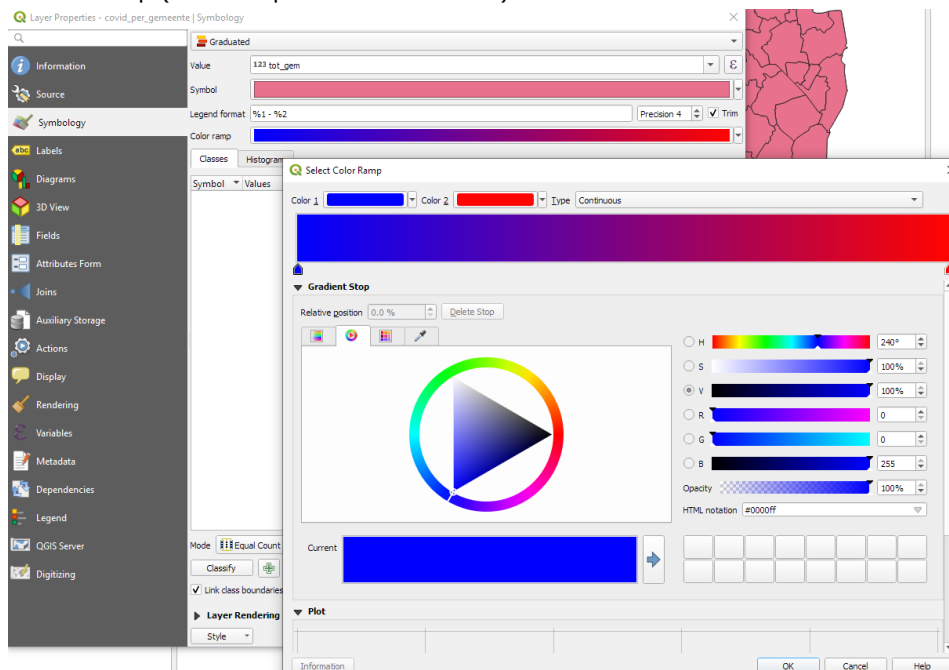 Layer Properties - covid_per_gemeente | Symbology
Graduated
Information
Value
123 tot_gem
ε
Source
Symbol
Symbology
Legend format
%1 - %2
Precision 4
Trim
Color ramp
Labels
Classes
Histogram
Select Color Ramp
Diagrams
Symbol
Values
Color 1
Color 2
Type
Continuous
3D View
Fields
Attributes Form
Gradient Stop
Joins
Relative position
0.0 %
Delete Stop
Auxiliary Storage
H
240°
Actions
S
100%
Display
V
100%
Rendering
R
0
Variables
G
0
Metadata
B
255
Dependencies
Opacity
100%
HTML notation
#0000ff
Legend
QGIS Server
Mode
Equal Count
Current
Digitizing
Classify
Link class boundaries
Layer Rendering
Plot
Style
Information
OK
Cancel
Help